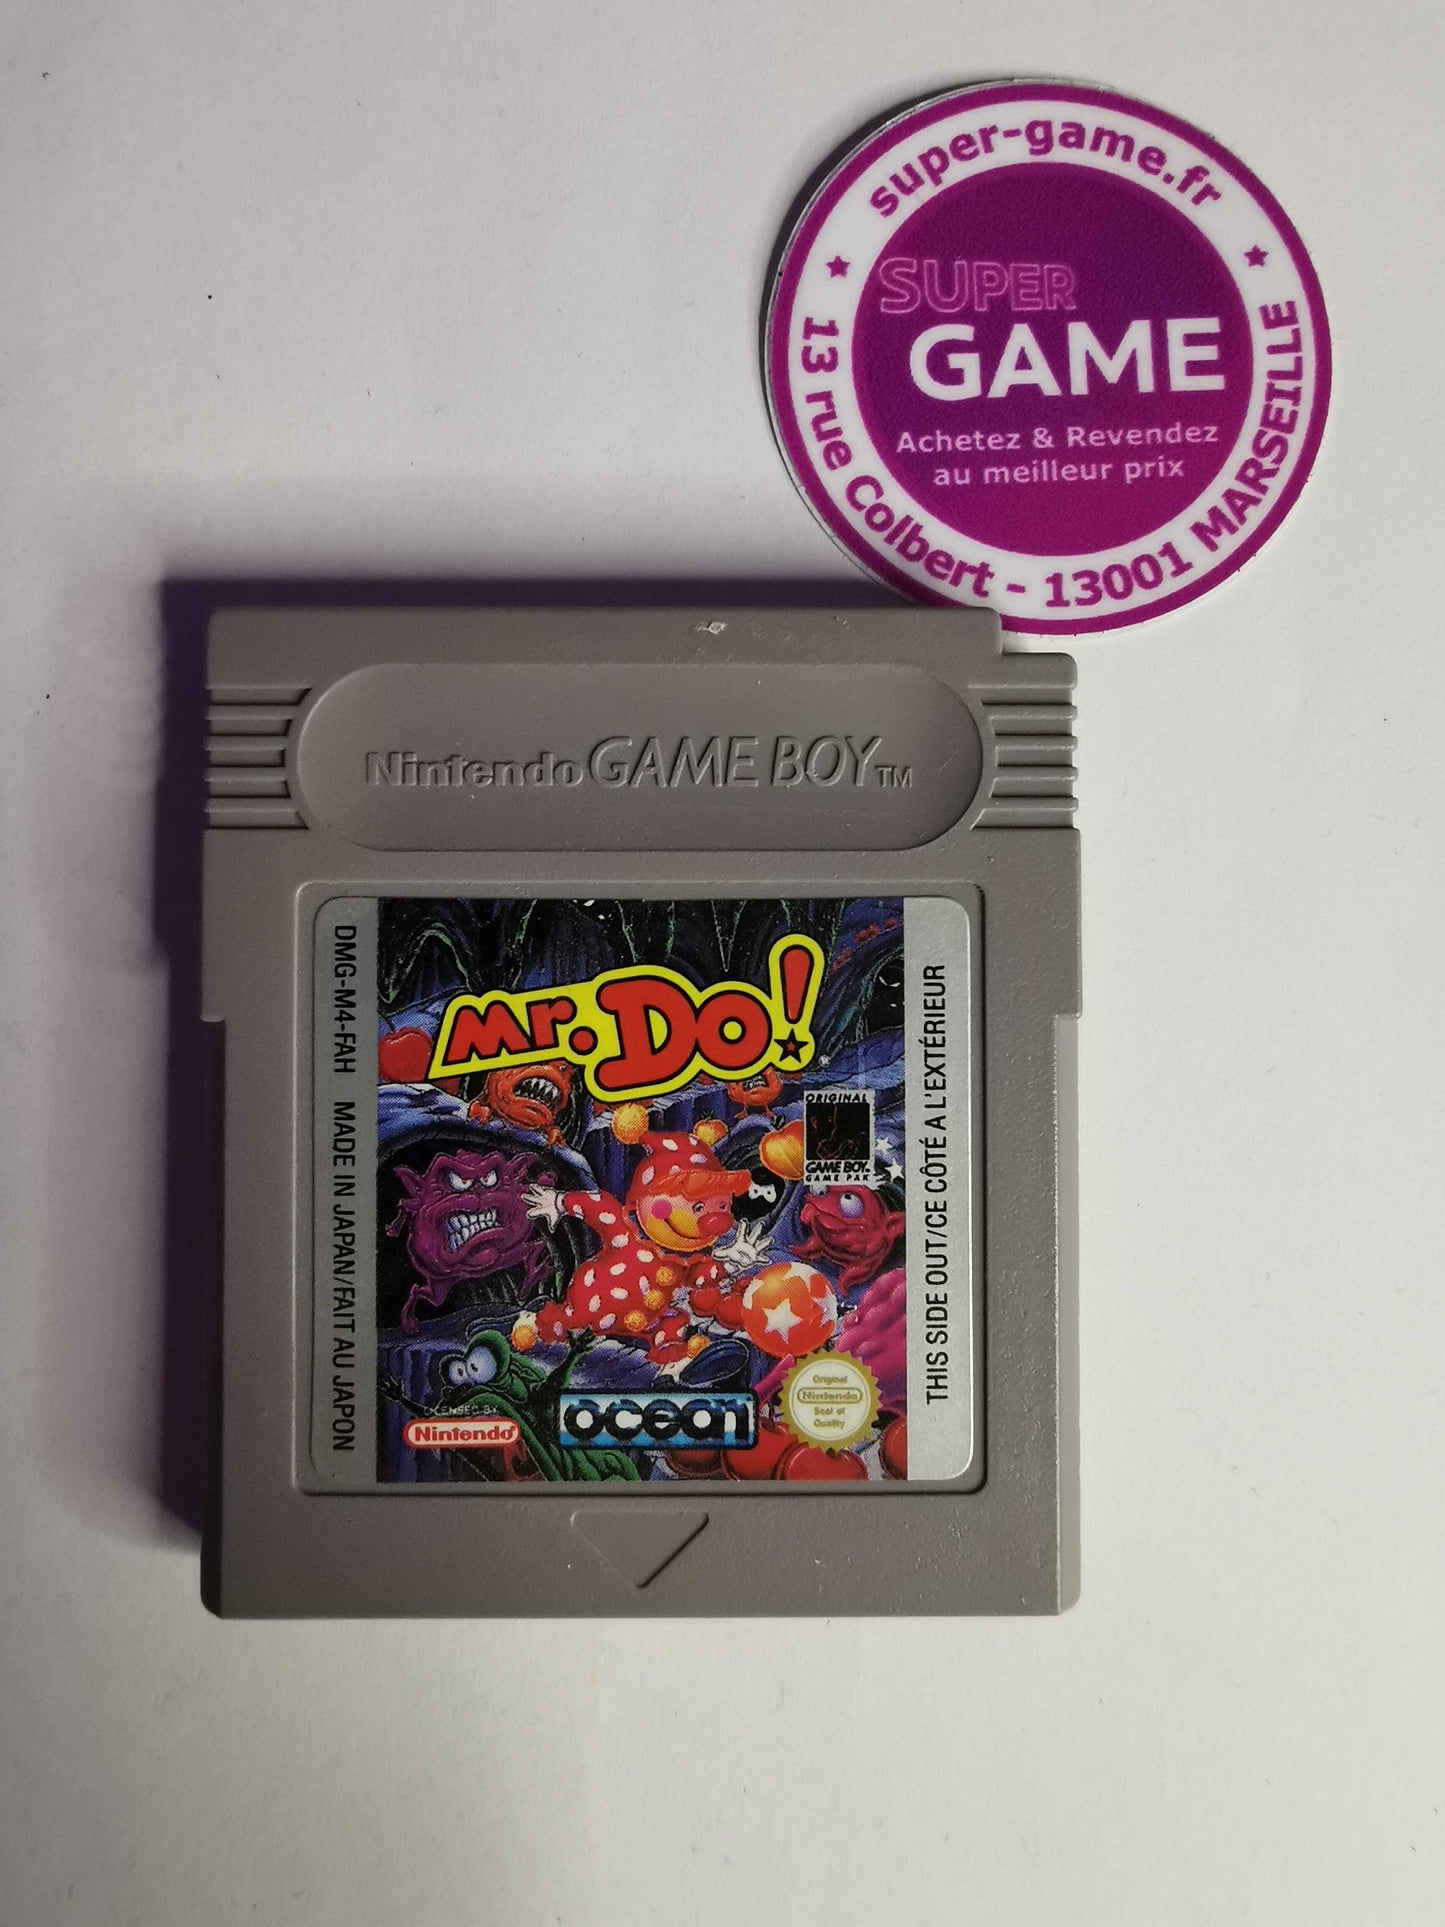 super-game.fr
SUPER
GAME
Achetez & Revendez
au meilleur prix
13 rue Colbert - 13001 MARSEILLE
Nintendo GAME BOY TM
DMG-M4-FAH MADE IN JAPAN/FAIT AU JAPON
Mr. Do!
®
ORIGINAL
GAME BOY
GAME PAK
LICENSED BY
Nintendo®
ocean
Original
Nintendo
Seal of
Quality
THIS SIDE OUT/CE CÔTÉ A L'EXTÉRIEUR